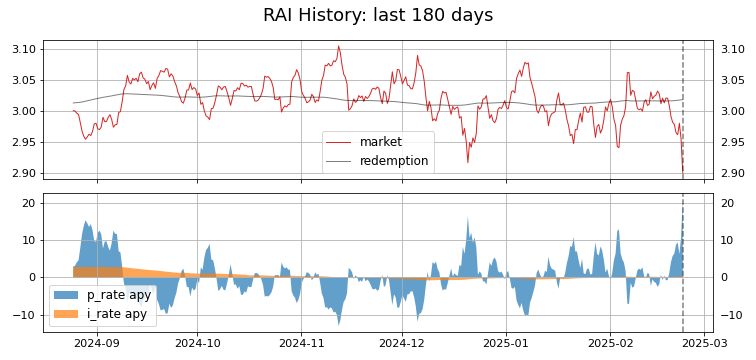 RAI History: last 180 days
3.10 3.10
3.05 3.05
3.00 3.00
2.95 2.95
2.90 2.90
market
redemption
20 20
10 10
0 0
−10 −10
p_rate apy
i_rate apy
2024-09 2024-10 2024-11 2024-12 2025-01 2025-02 2025-03